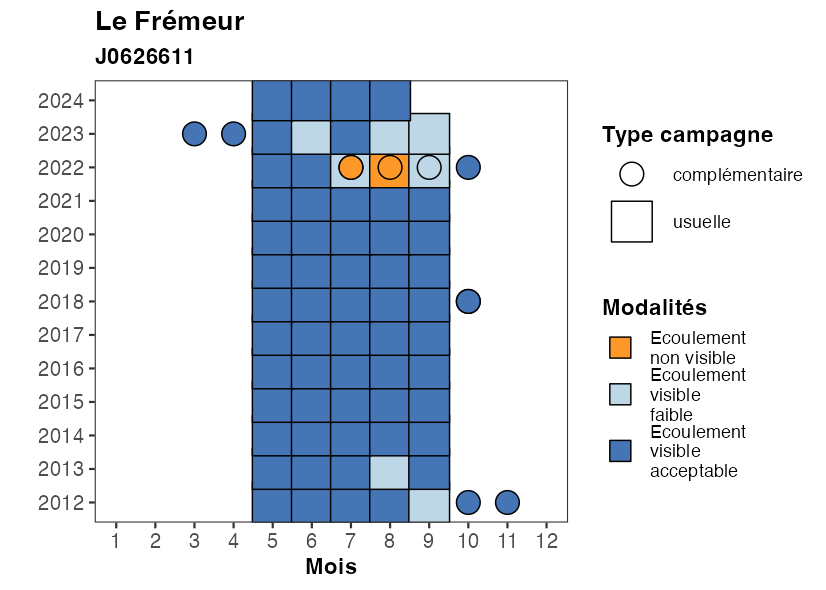 Le Frémeur
J0626611
2024
2023
2022
2021
2020
2019
2018
2017
2016
2015
2014
2013
2012
1 2 3 4 5 6 7 8 9 10 11 12
Mois
Type campagne
complémentaire
usuelle
Modalités
Ecoulement
non visible
Ecoulement
visible
faible
Ecoulement
visible
acceptable